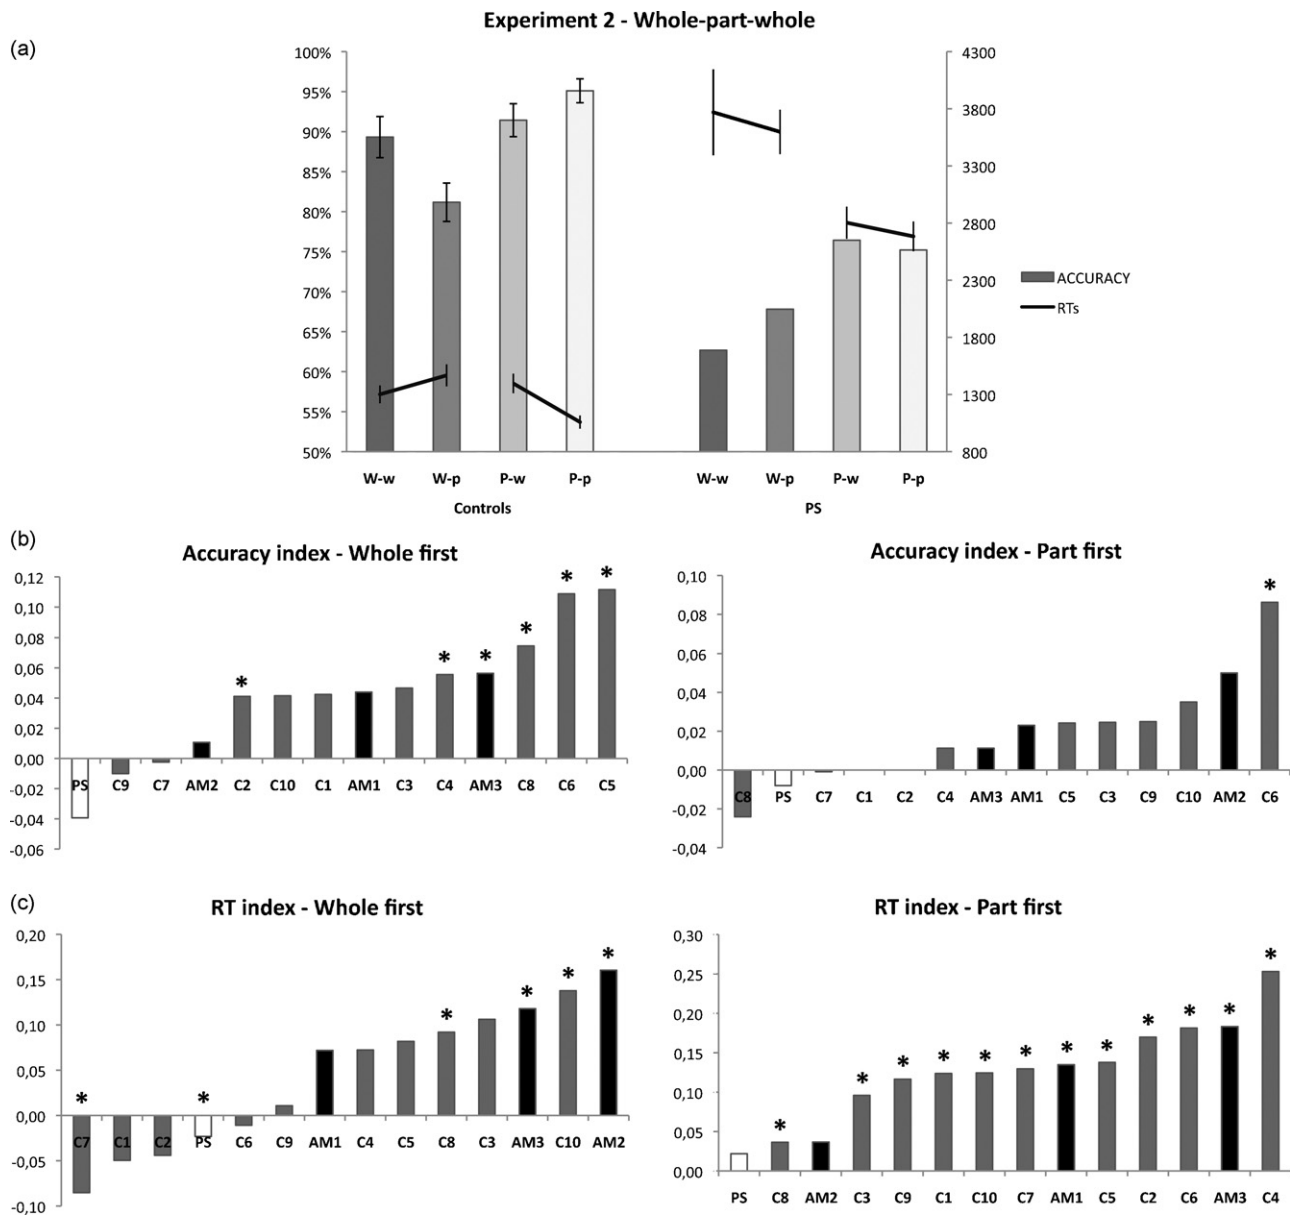 Experiment 2 - Whole-part-whole
(a)
100% 95% 90% 85% 80% 75% 70% 65% 60% 55% 50%
4300 3800 3300 2800 2300 1800 1300 800
ACCURACY
RTs
W-w W-p P-w P-p W-w W-p P-w P-p
Controls PS
(b)
Accuracy index - Whole first
0,12 0,10 0,08 0,06 0,04 0,02 0,00 -0,02 -0,04 -0,06
* * * * * *
PS C9 C7 AM2 C2 C10 C1 AM1 C3 C4 AM3 C8 C6 C5
Accuracy index - Part first
0,10 0,08 0,06 0,04 0,02 0,00 -0,02 -0,04
*
C8 PS C7 C1 C2 C4 AM3 AM1 C5 C3 C9 C10 AM2 C6
(c)
RT index - Whole first
0,20 0,15 0,10 0,05 0,00 -0,05 -0,10
* * * * * *
C7 C1 C2 PS C6 C9 AM1 C4 C5 C8 C3 AM3 C10 AM2
RT index - Part first
0,30 0,25 0,20 0,15 0,10 0,05 0,00
* * * * * * * * * * * *
PS C8 AM2 C3 C9 C1 C10 C7 AM1 C5 C2 C6 AM3 C4